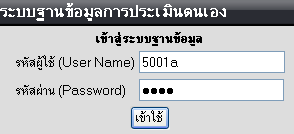 ระบบฐานข้อมูลการประเมินตนเอง
เข้าสู่ระบบฐานข้อมูล
รหัสผู้ใช้ (User Name) 5001a
รหัสผ่าน (Password) ●●●●
เข้าใช้